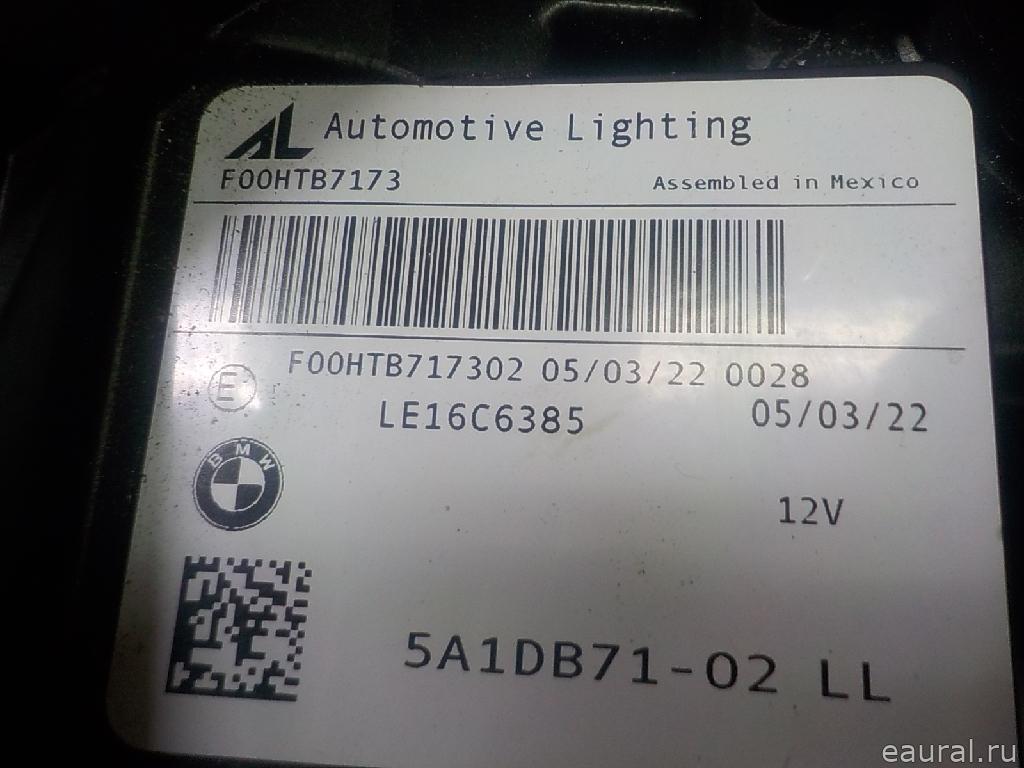 AL Automotive Lighting
F00HTB7173 Assembled in Mexico
F00HTB717302 05/03/22 0028
E
LE16C6385 05/03/22
BMW
12V
5A1DB71-02 LL
eaural.ru